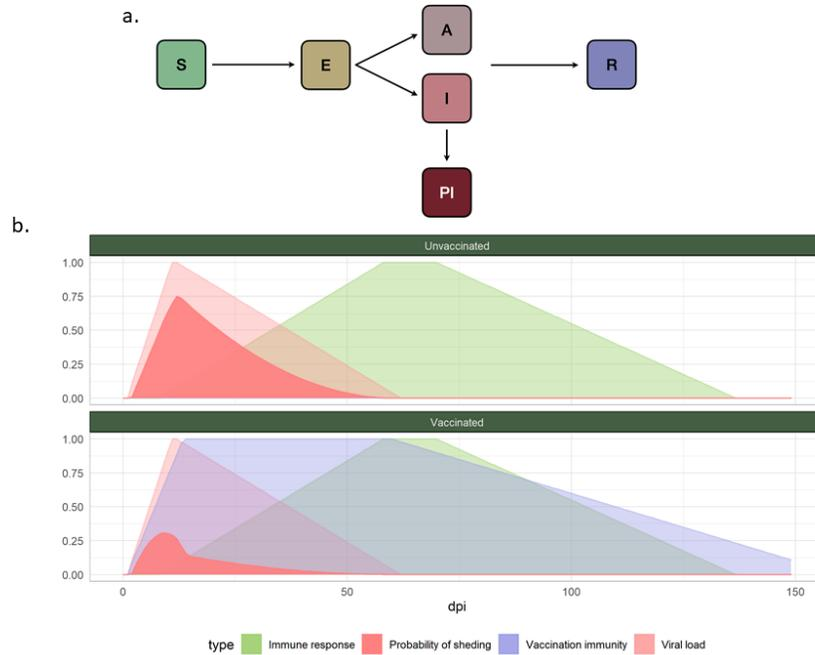 a.
S
E
A
I
R
PI
b.
Unvaccinated
1.00
0.75
0.50
0.25
0.00
Vaccinated
1.00
0.75
0.50
0.25
0.00
0 50 100 150
dpi
type Immune response Probability of sheding Vaccination immunity Viral load